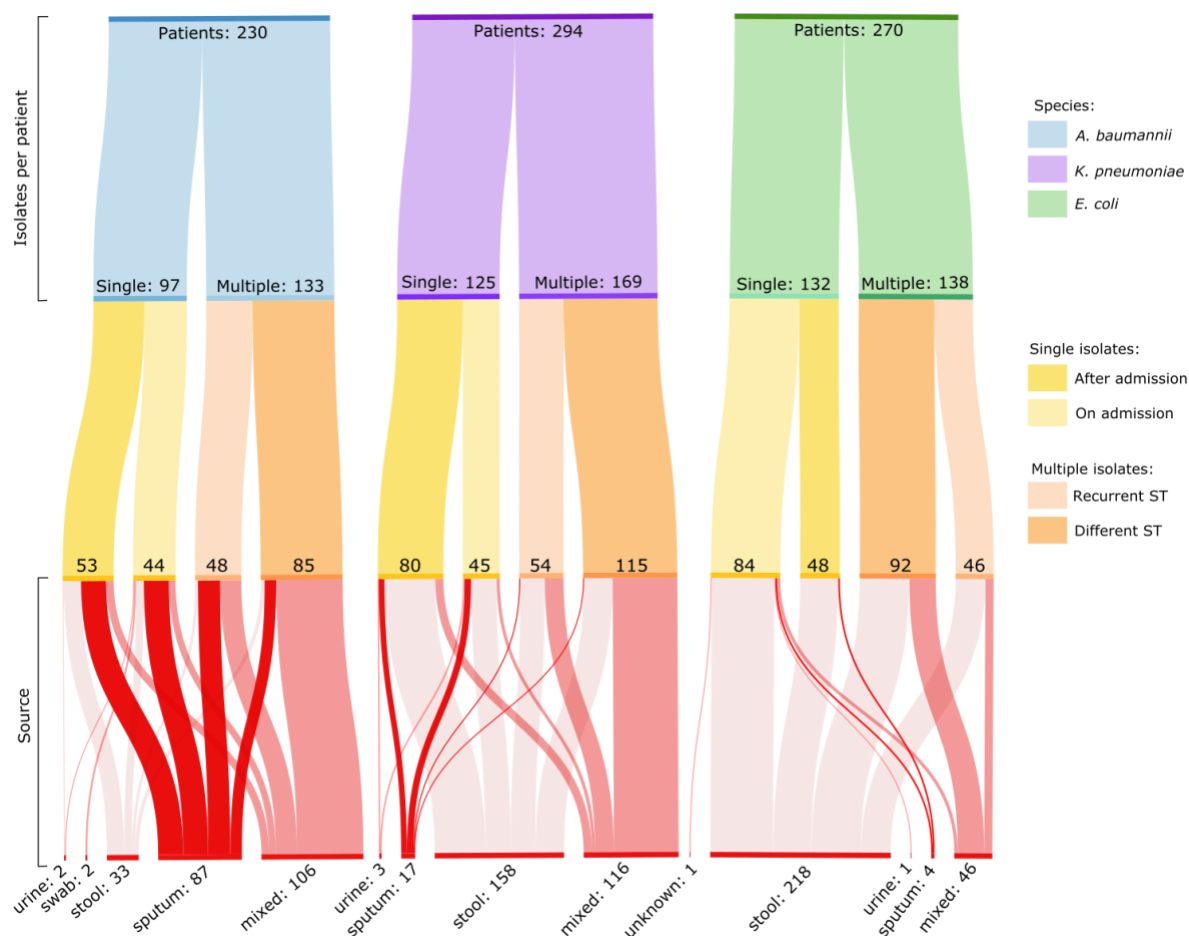 Patients: 230
Patients: 294
Patients: 270
Isolates per patient
Species:
A. baumannii
K. pneumoniae
E. coli
Single: 97
Multiple: 133
Single: 125
Multiple: 169
Single: 132
Multiple: 138
Single isolates:
After admission
On admission
Multiple isolates:
Recurrent ST
Different ST
53
44
48
85
80
45
54
115
84
48
92
46
Source
urine: 2
swab: 2
stool: 33
sputum: 87
mixed: 106
urine: 3
sputum: 17
stool: 158
mixed: 116
unknown: 1
stool: 218
urine: 1
sputum: 4
mixed: 46